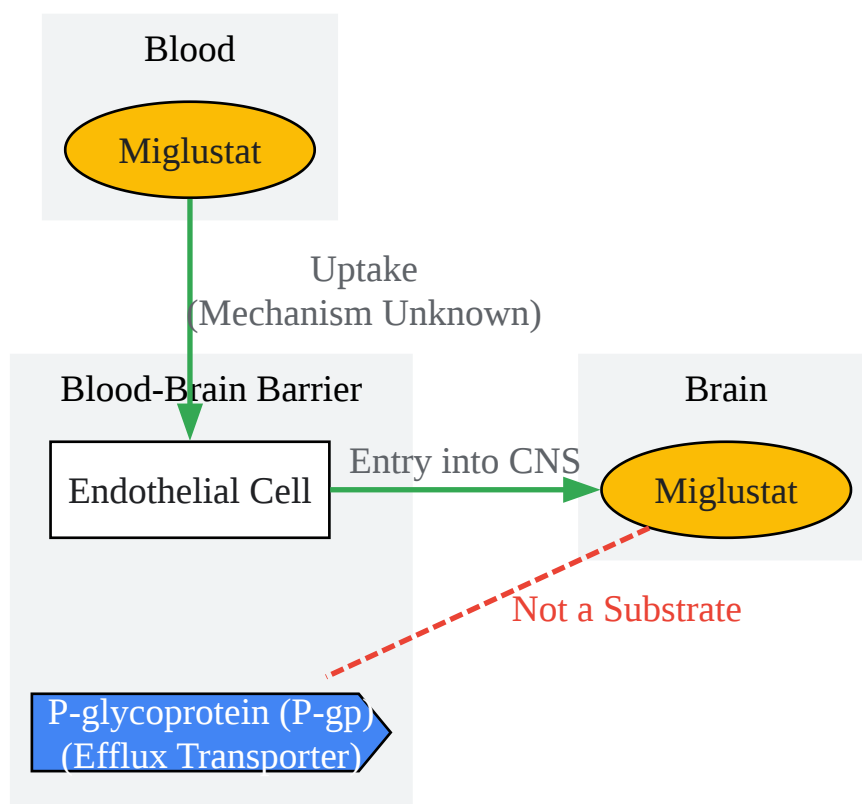 Blood
Miglustat
Uptake
(Mechanism Unknown)
Blood-Brain Barrier
Brain
Endothelial Cell
Entry into CNS
Miglustat
Not a Substrate
P-glycoprotein (P-gp)
(Efflux Transporter)